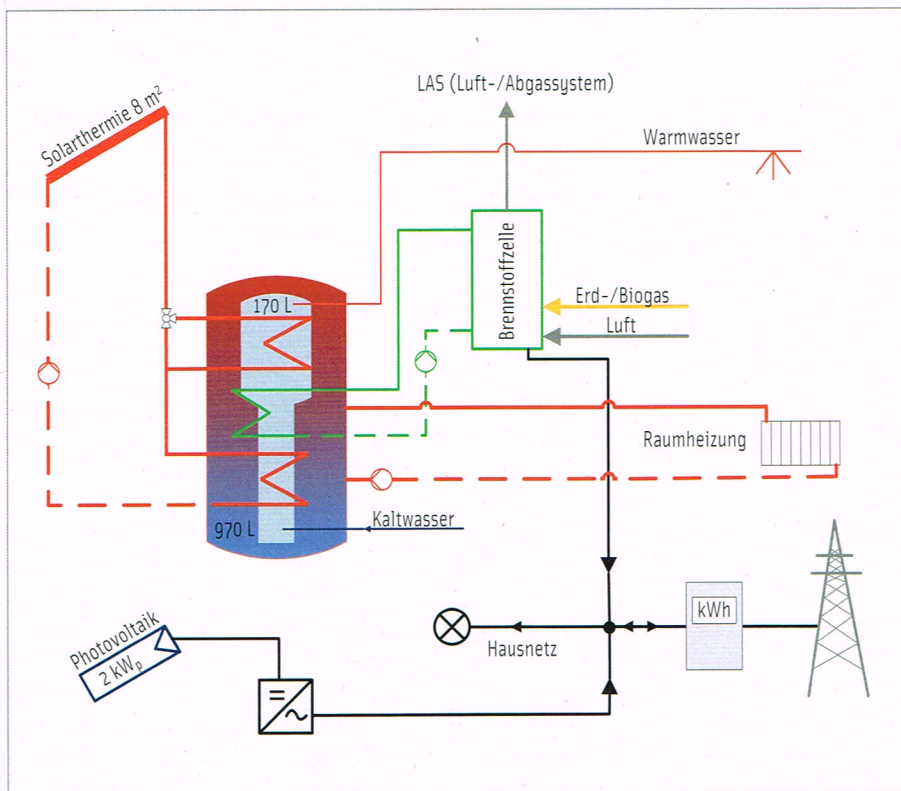 LAS (Luft-/Abgassystem)
Solarthermie 8 m²
Warmwasser
Brennstoffzelle
170 L
Erd-/Biogas
Luft
Raumheizung
Kaltwasser
970 L
kWh
Photovoltaik
2 kWp
Hausnetz